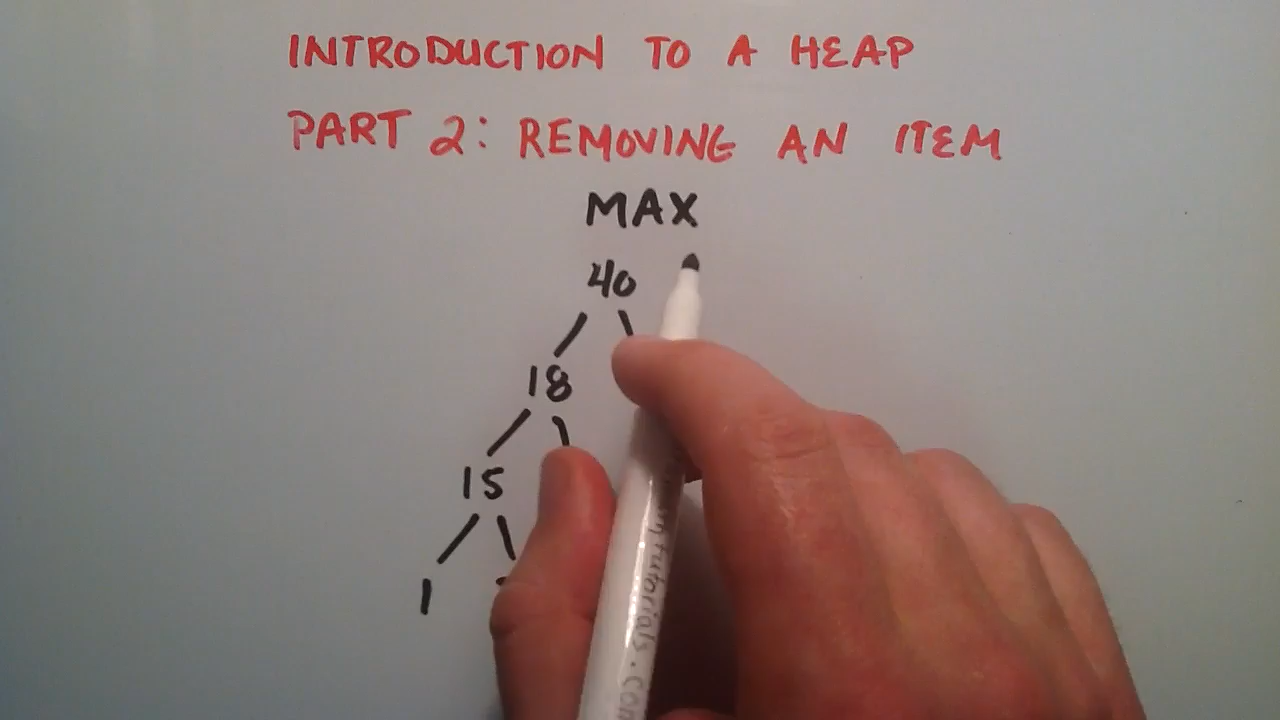 INTRODUCTION TO A HEAP
PART 2: REMOVING AN ITEM
MAX
40
18
15
1